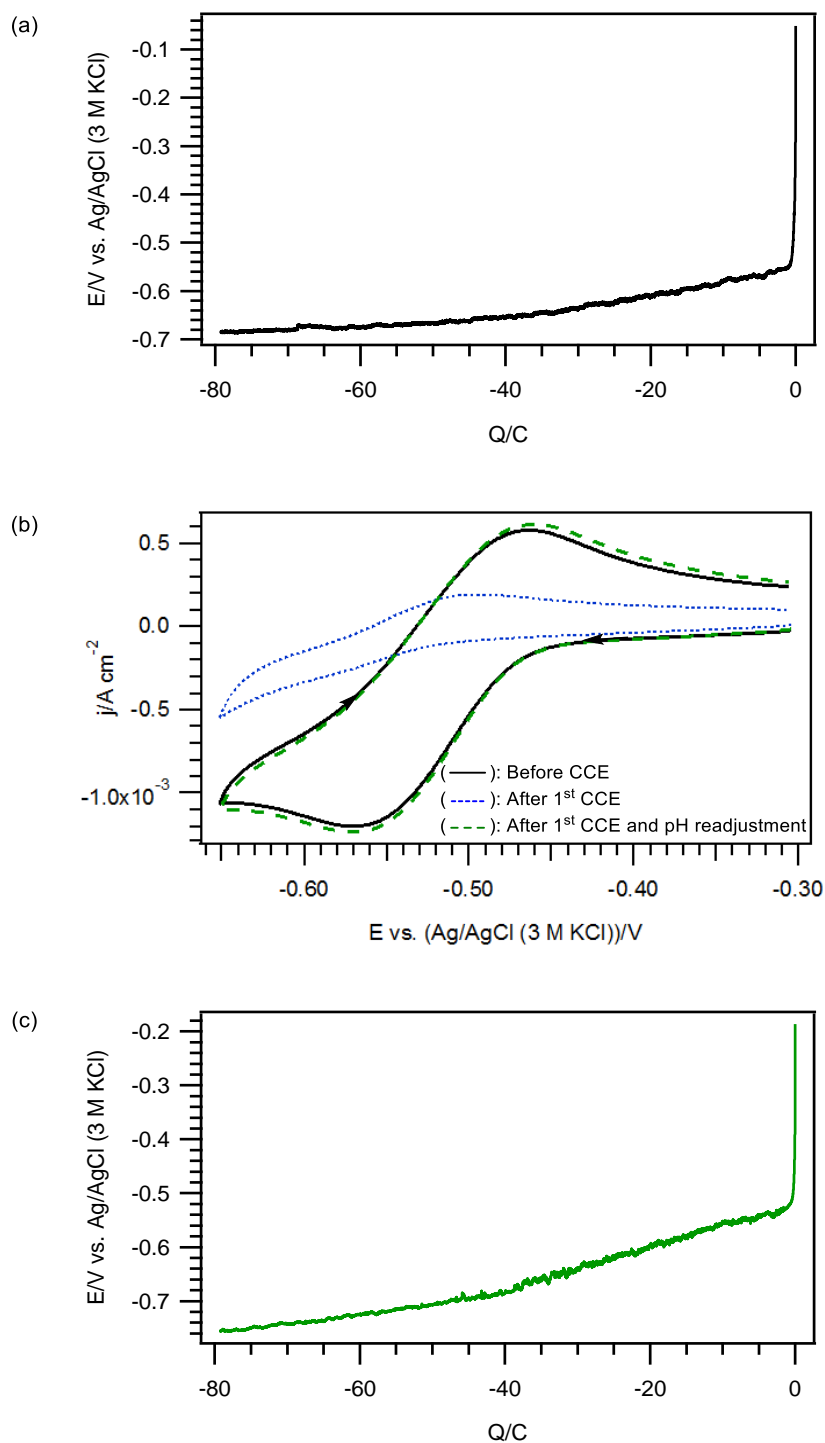 (a)
E/V vs. Ag/AgCl (3 M KCl)
-0.1
-0.2
-0.3
-0.4
-0.5
-0.6
-0.7
-80 -60 -40 -20 0
Q/C
(b)
j/A cm⁻²
0.5
0.0
-0.5
-1.0x10⁻³
( ): Before CCE
( ): After 1ˢᵗ CCE
( ): After 1ˢᵗ CCE and pH readjustment
-0.60 -0.50 -0.40 -0.30
E vs. (Ag/AgCl (3 M KCl))/V
(c)
E/V vs. Ag/AgCl (3 M KCl)
-0.2
-0.3
-0.4
-0.5
-0.6
-0.7
-80 -60 -40 -20 0
Q/C